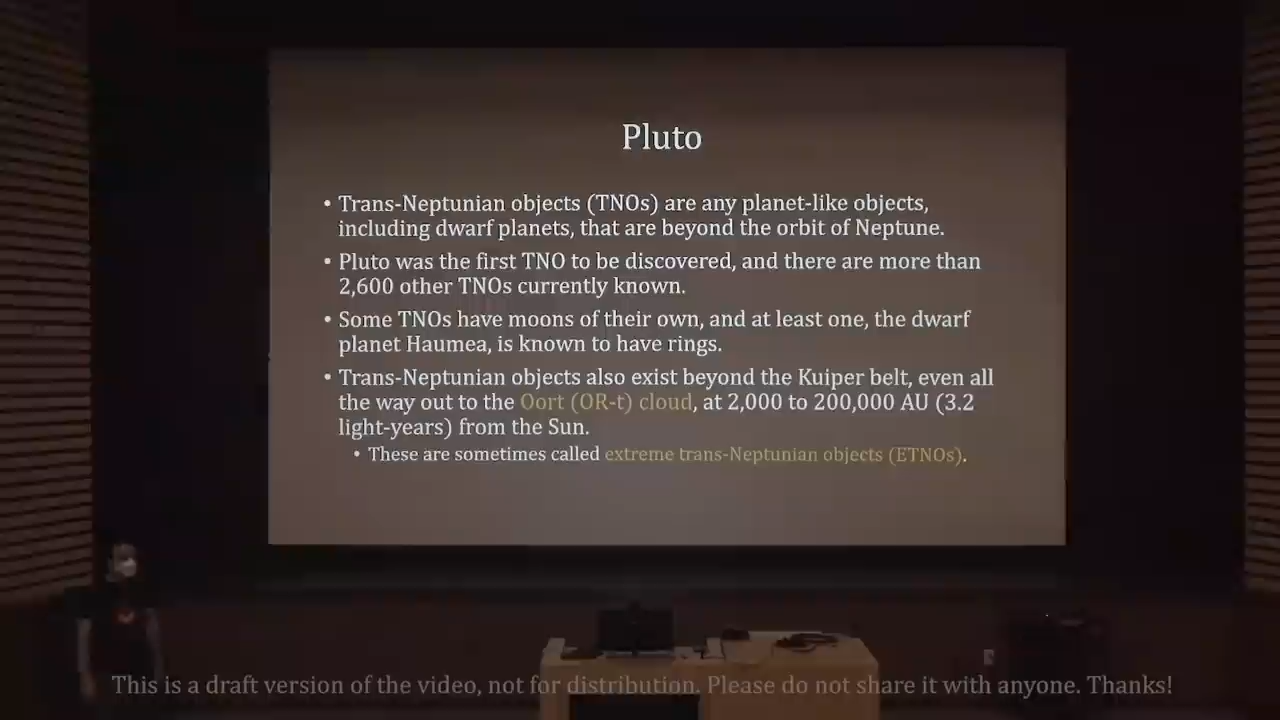 Pluto
• Trans-Neptunian objects (TNOs) are any planet-like objects,
including dwarf planets, that are beyond the orbit of Neptune.
• Pluto was the first TNO to be discovered, and there are more than
2,600 other TNOs currently known.
• Some TNOs have moons of their own, and at least one, the dwarf
planet Haumea, is known to have rings.
• Trans-Neptunian objects also exist beyond the Kuiper belt, even all
the way out to the Oort (OR-t) cloud, at 2,000 to 200,000 AU (3.2
light-years) from the Sun.
• These are sometimes called extreme trans-Neptunian objects (ETNOs).
This is a draft version of the video, not for distribution. Please do not share it with anyone. Thanks!